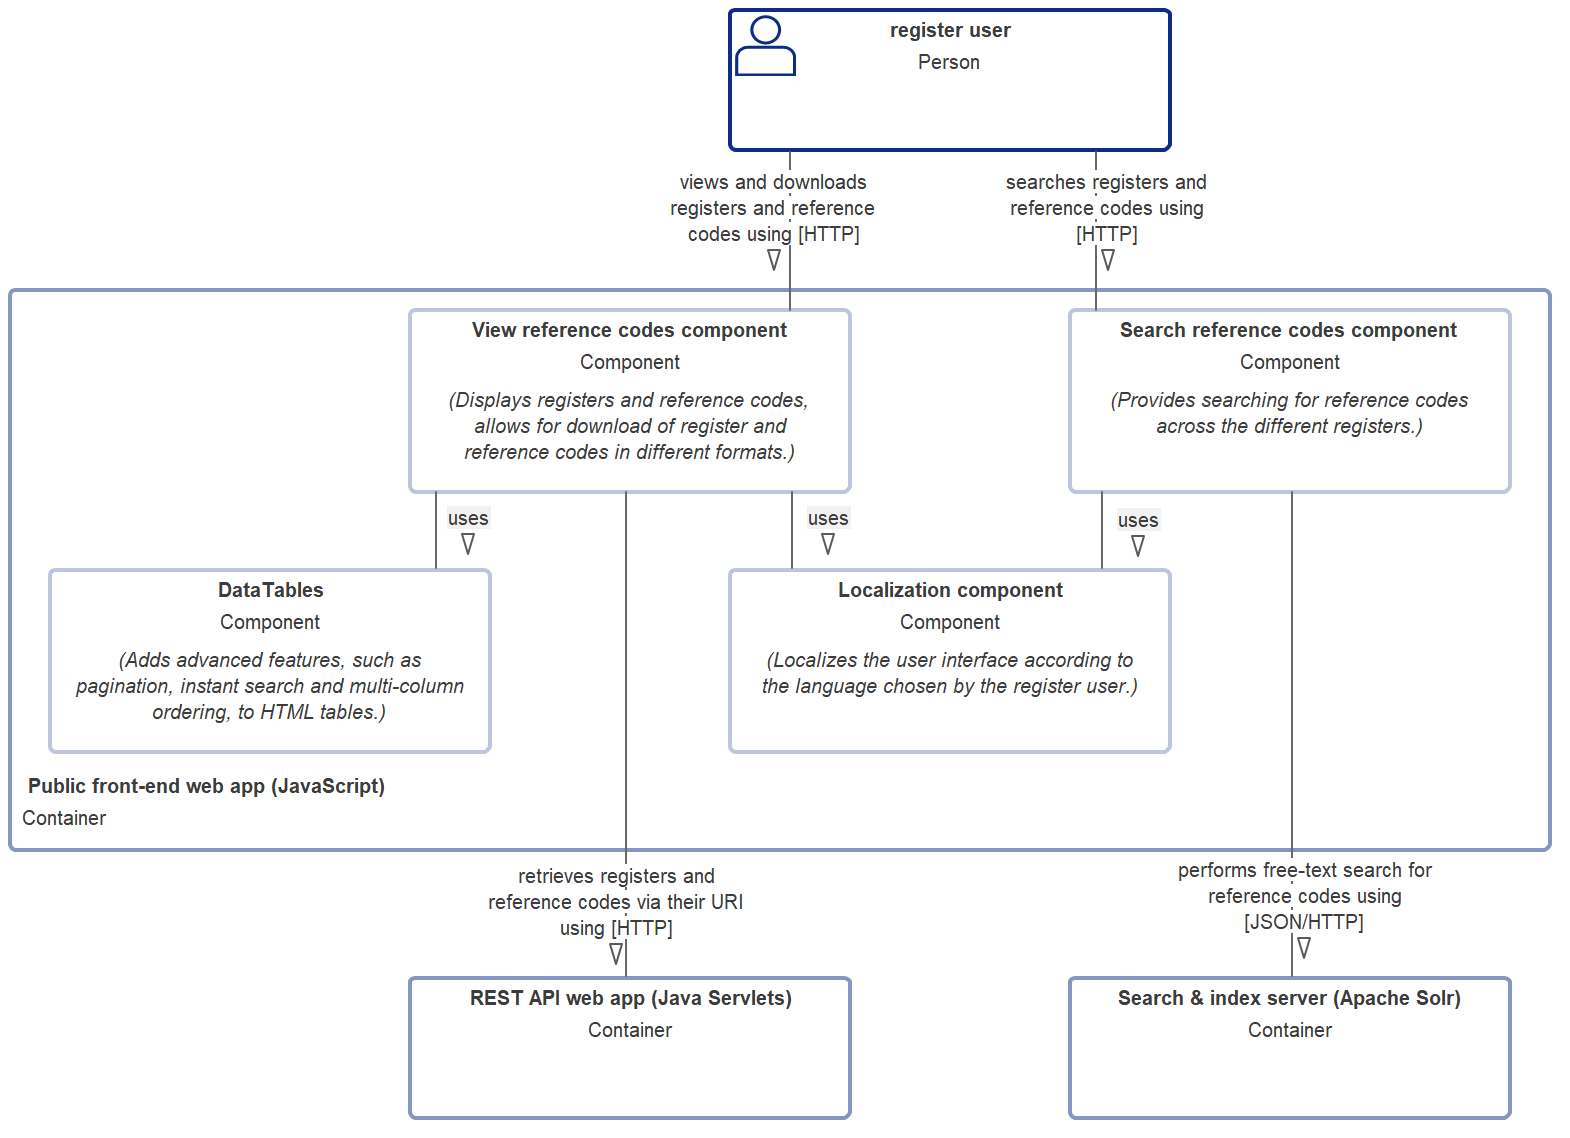 register user
Person
views and downloads
registers and reference
codes using [HTTP]
searches registers and
reference codes using
[HTTP]
View reference codes component
Component
(Displays registers and reference codes,
allows for download of register and
reference codes in different formats.)
Search reference codes component
Component
(Provides searching for reference codes
across the different registers.)
uses
uses
uses
DataTables
Component
(Adds advanced features, such as
pagination, instant search and multi-column
ordering, to HTML tables.)
Localization component
Component
(Localizes the user interface according to
the language chosen by the register user.)
Public front-end web app (JavaScript)
Container
retrieves registers and
reference codes via their URI
using [HTTP]
performs free-text search for
reference codes using
[JSON/HTTP]
REST API web app (Java Servlets)
Container
Search & index server (Apache Solr)
Container